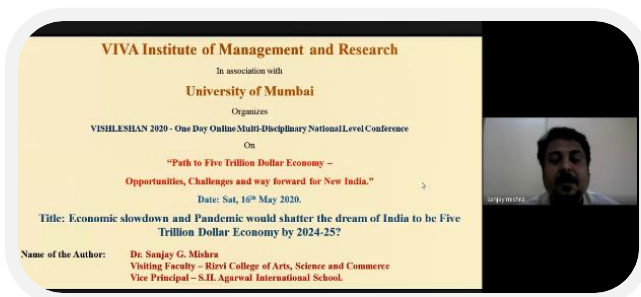 VIVA Institute of Management and Research
In association with
University of Mumbai
Organizes
VISHLESHAN 2020 - One Day Online Multi-Disciplinary National Level Conference
On
"Path to Five Trillion Dollar Economy –
Opportunities, Challenges and way forward for New India."
Date: Sat, 16th May 2020.
Title: Economic slowdown and Pandemic would shatter the dream of India to be Five
Trillion Dollar Economy by 2024-25?
Name of the Author: Dr. Sanjay G. Mishra
Visiting Faculty – Rizvi College of Arts, Science and Commerce
Vice Principal – S.H. Agarwal International School.
sanjay mishra